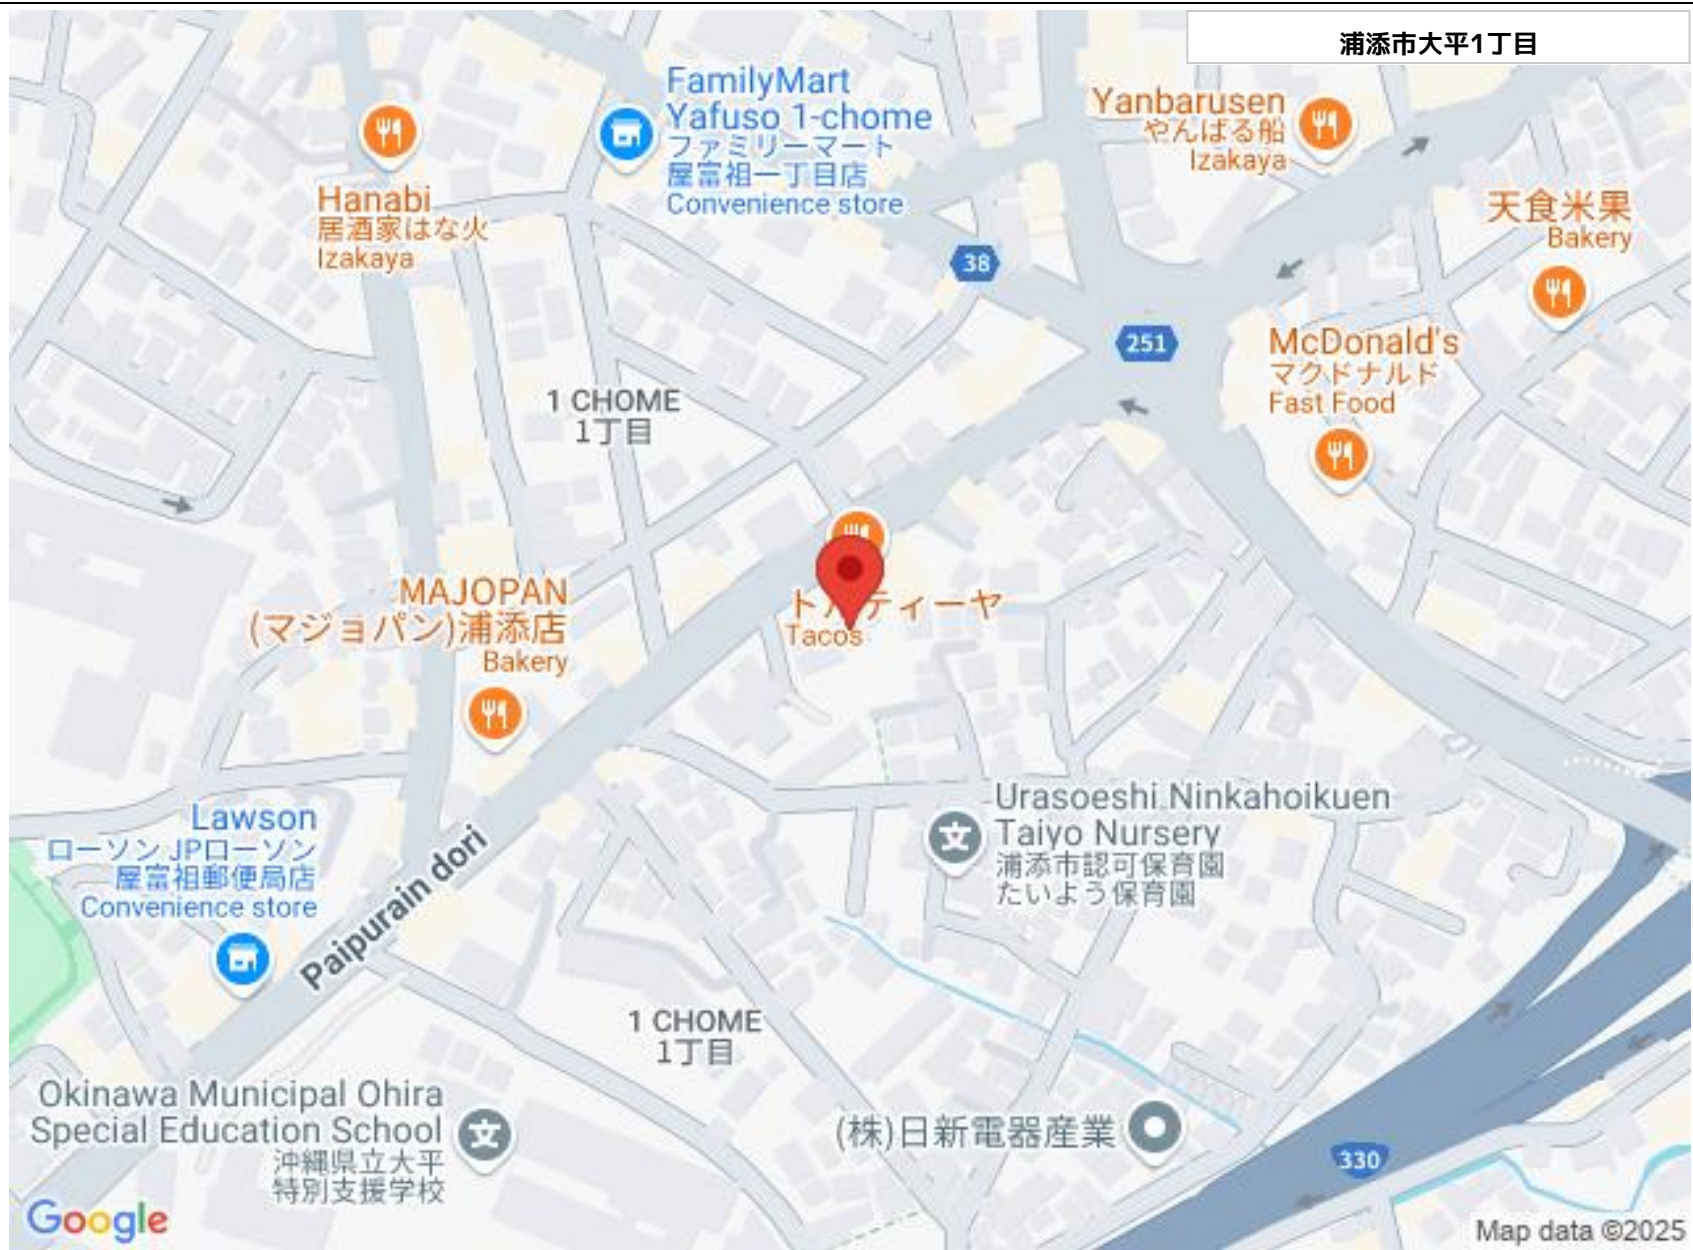 浦添市大平1丁目
FamilyMart
Yafuso 1-chome
ファミリーマート
屋富祖一丁目店
Convenience store
Yanbarusen
やんばる船
Izakaya
Hanabi
居酒家はな火
Izakaya
天食米果
Bakery
38
251
McDonald's
マクドナルド
Fast Food
1 CHOME
1丁目
MAJOPAN
(マジョパン)浦添店
Bakery
ト ティーヤ
Tacos
Urasoeshi Ninkahoikuen
Taiyo Nursery
浦添市認可保育園
たいよう保育園
Lawson
ローソン JPローソン
屋富祖郵便局店
Convenience store
Paipurain dori
1 CHOME
1丁目
Okinawa Municipal Ohira
Special Education School
沖縄県立大平
特別支援学校
(株)日新電器産業
330
Google
Map data ©2025